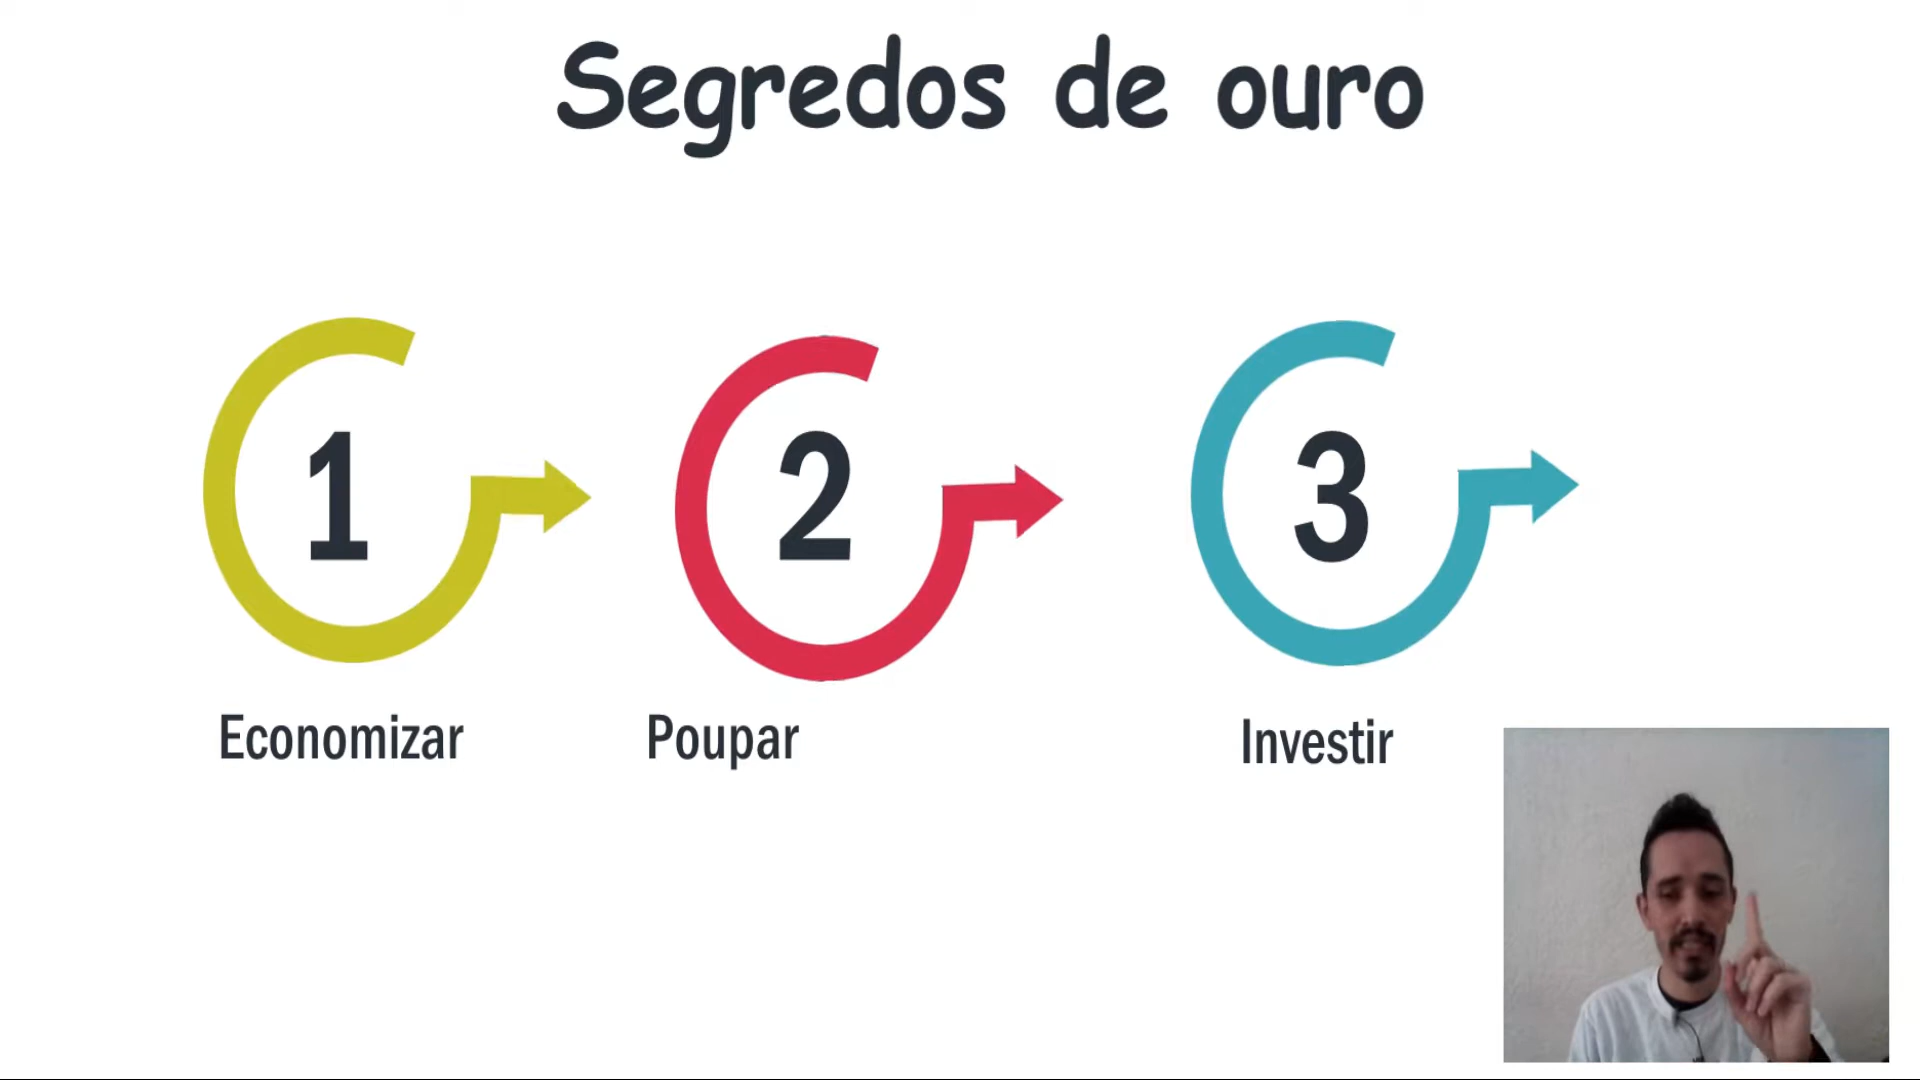 Segredos de ouro
1
2
3
Economizar
Poupar
Investir